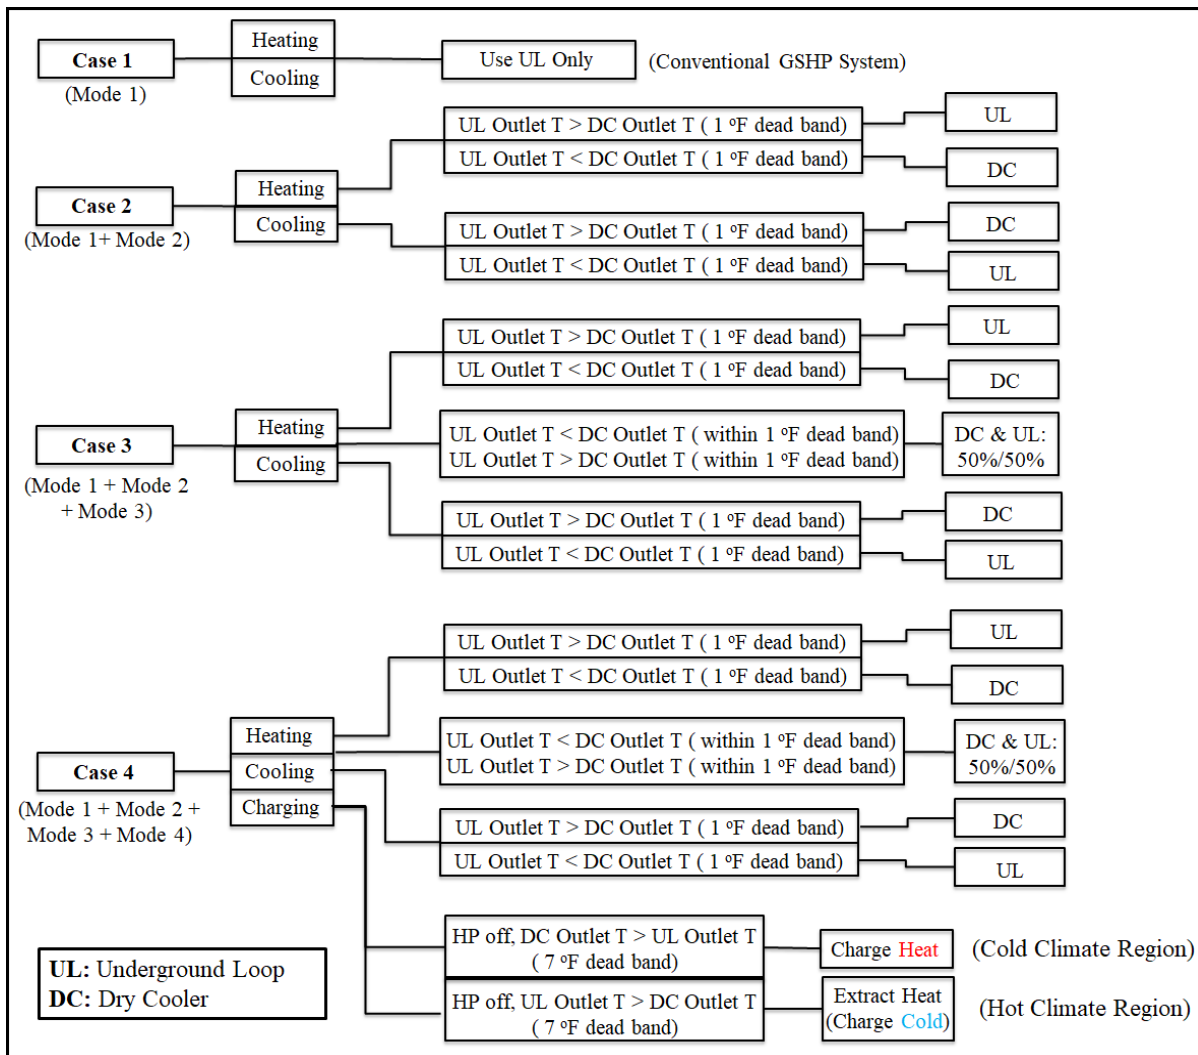 Case 1
(Mode 1)
Heating
Cooling
Use UL Only
(Conventional GSHP System)
Case 2
(Mode 1+ Mode 2)
Heating
Cooling
UL Outlet T > DC Outlet T ( 1 ºF dead band)
UL
UL Outlet T < DC Outlet T ( 1 ºF dead band)
DC
UL Outlet T > DC Outlet T ( 1 ºF dead band)
DC
UL Outlet T < DC Outlet T ( 1 ºF dead band)
UL
Case 3
(Mode 1 + Mode 2
+ Mode 3)
Heating
Cooling
UL Outlet T > DC Outlet T ( 1 ºF dead band)
UL
UL Outlet T < DC Outlet T ( 1 ºF dead band)
DC
UL Outlet T < DC Outlet T ( within 1 ºF dead band)
UL Outlet T > DC Outlet T ( within 1 ºF dead band)
DC & UL:
50%/50%
UL Outlet T > DC Outlet T ( 1 ºF dead band)
DC
UL Outlet T < DC Outlet T ( 1 ºF dead band)
UL
Case 4
(Mode 1 + Mode 2 +
Mode 3 + Mode 4)
Heating
Cooling
Charging
UL Outlet T > DC Outlet T ( 1 ºF dead band)
UL
UL Outlet T < DC Outlet T ( 1 ºF dead band)
DC
UL Outlet T < DC Outlet T ( within 1 ºF dead band)
UL Outlet T > DC Outlet T ( within 1 ºF dead band)
DC & UL:
50%/50%
UL Outlet T > DC Outlet T ( 1 ºF dead band)
DC
UL Outlet T < DC Outlet T ( 1 ºF dead band)
UL
HP off, DC Outlet T > UL Outlet T
( 7 ºF dead band)
Charge Heat
(Cold Climate Region)
HP off, UL Outlet T > DC Outlet T
( 7 ºF dead band)
Extract Heat
(Charge Cold)
(Hot Climate Region)
UL: Underground Loop
DC: Dry Cooler